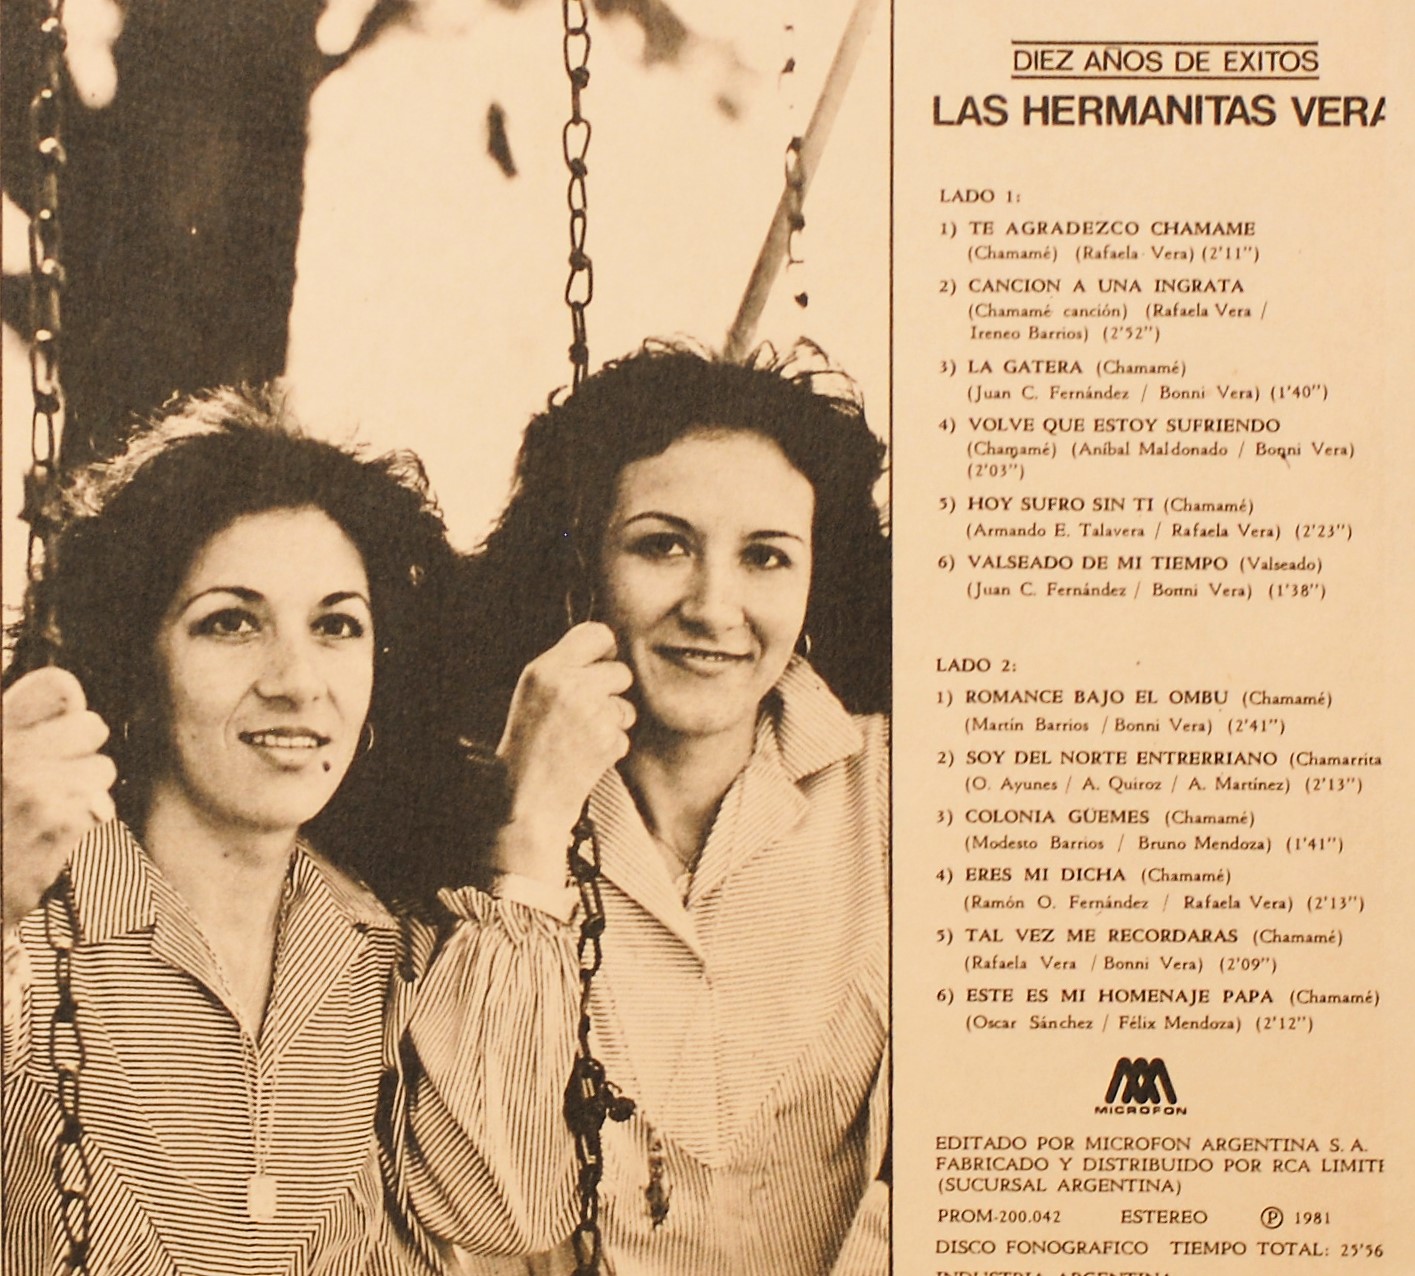 DIEZ AÑOS DE EXITOS
LAS HERMANITAS VERA
LADO 1:
1) TE AGRADEZCO CHAMAME
(Chamamé) (Rafaela Vera) (2'11")
2) CANCION A UNA INGRATA
(Chamamé canción) (Rafaela Vera /
Ireneo Barrios) (2'52")
3) LA GATERA (Chamamé)
(Juan C. Fernández / Bonni Vera) (1'40")
4) VOLVE QUE ESTOY SUFRIENDO
(Chamamé) (Aníbal Maldonado / Bonni Vera)
(2'03")
5) HOY SUFRO SIN TI (Chamamé)
(Armando E. Talavera / Rafaela Vera) (2'23")
6) VALSEADO DE MI TIEMPO (Valseado)
(Juan C. Fernández / Bonni Vera) (1'38")
LADO 2:
1) ROMANCE BAJO EL OMBU (Chamamé)
(Martín Barrios / Bonni Vera) (2'41")
2) SOY DEL NORTE ENTRERRIANO (Chamarrita
(O. Ayunes / A. Quiroz / A. Martínez) (2'13")
3) COLONIA GÜEMES (Chamamé)
(Modesto Barrios / Bruno Mendoza) (1'41")
4) ERES MI DICHA (Chamamé)
(Ramón O. Fernández / Rafaela Vera) (2'13")
5) TAL VEZ ME RECORDARAS (Chamamé)
(Rafaela Vera / Bonni Vera) (2'09")
6) ESTE ES MI HOMENAJE PAPA (Chamamé)
(Oscar Sánchez / Félix Mendoza) (2'12")
MICROFON
EDITADO POR MICROFON ARGENTINA S. A.
FABRICADO Y DISTRIBUIDO POR RCA LIMITE
(SUCURSAL ARGENTINA)
PROM-200.042 ESTEREO Ⓟ 1981
DISCO FONOGRAFICO TIEMPO TOTAL: 25'56
INDUSTRIA ARGENTINA